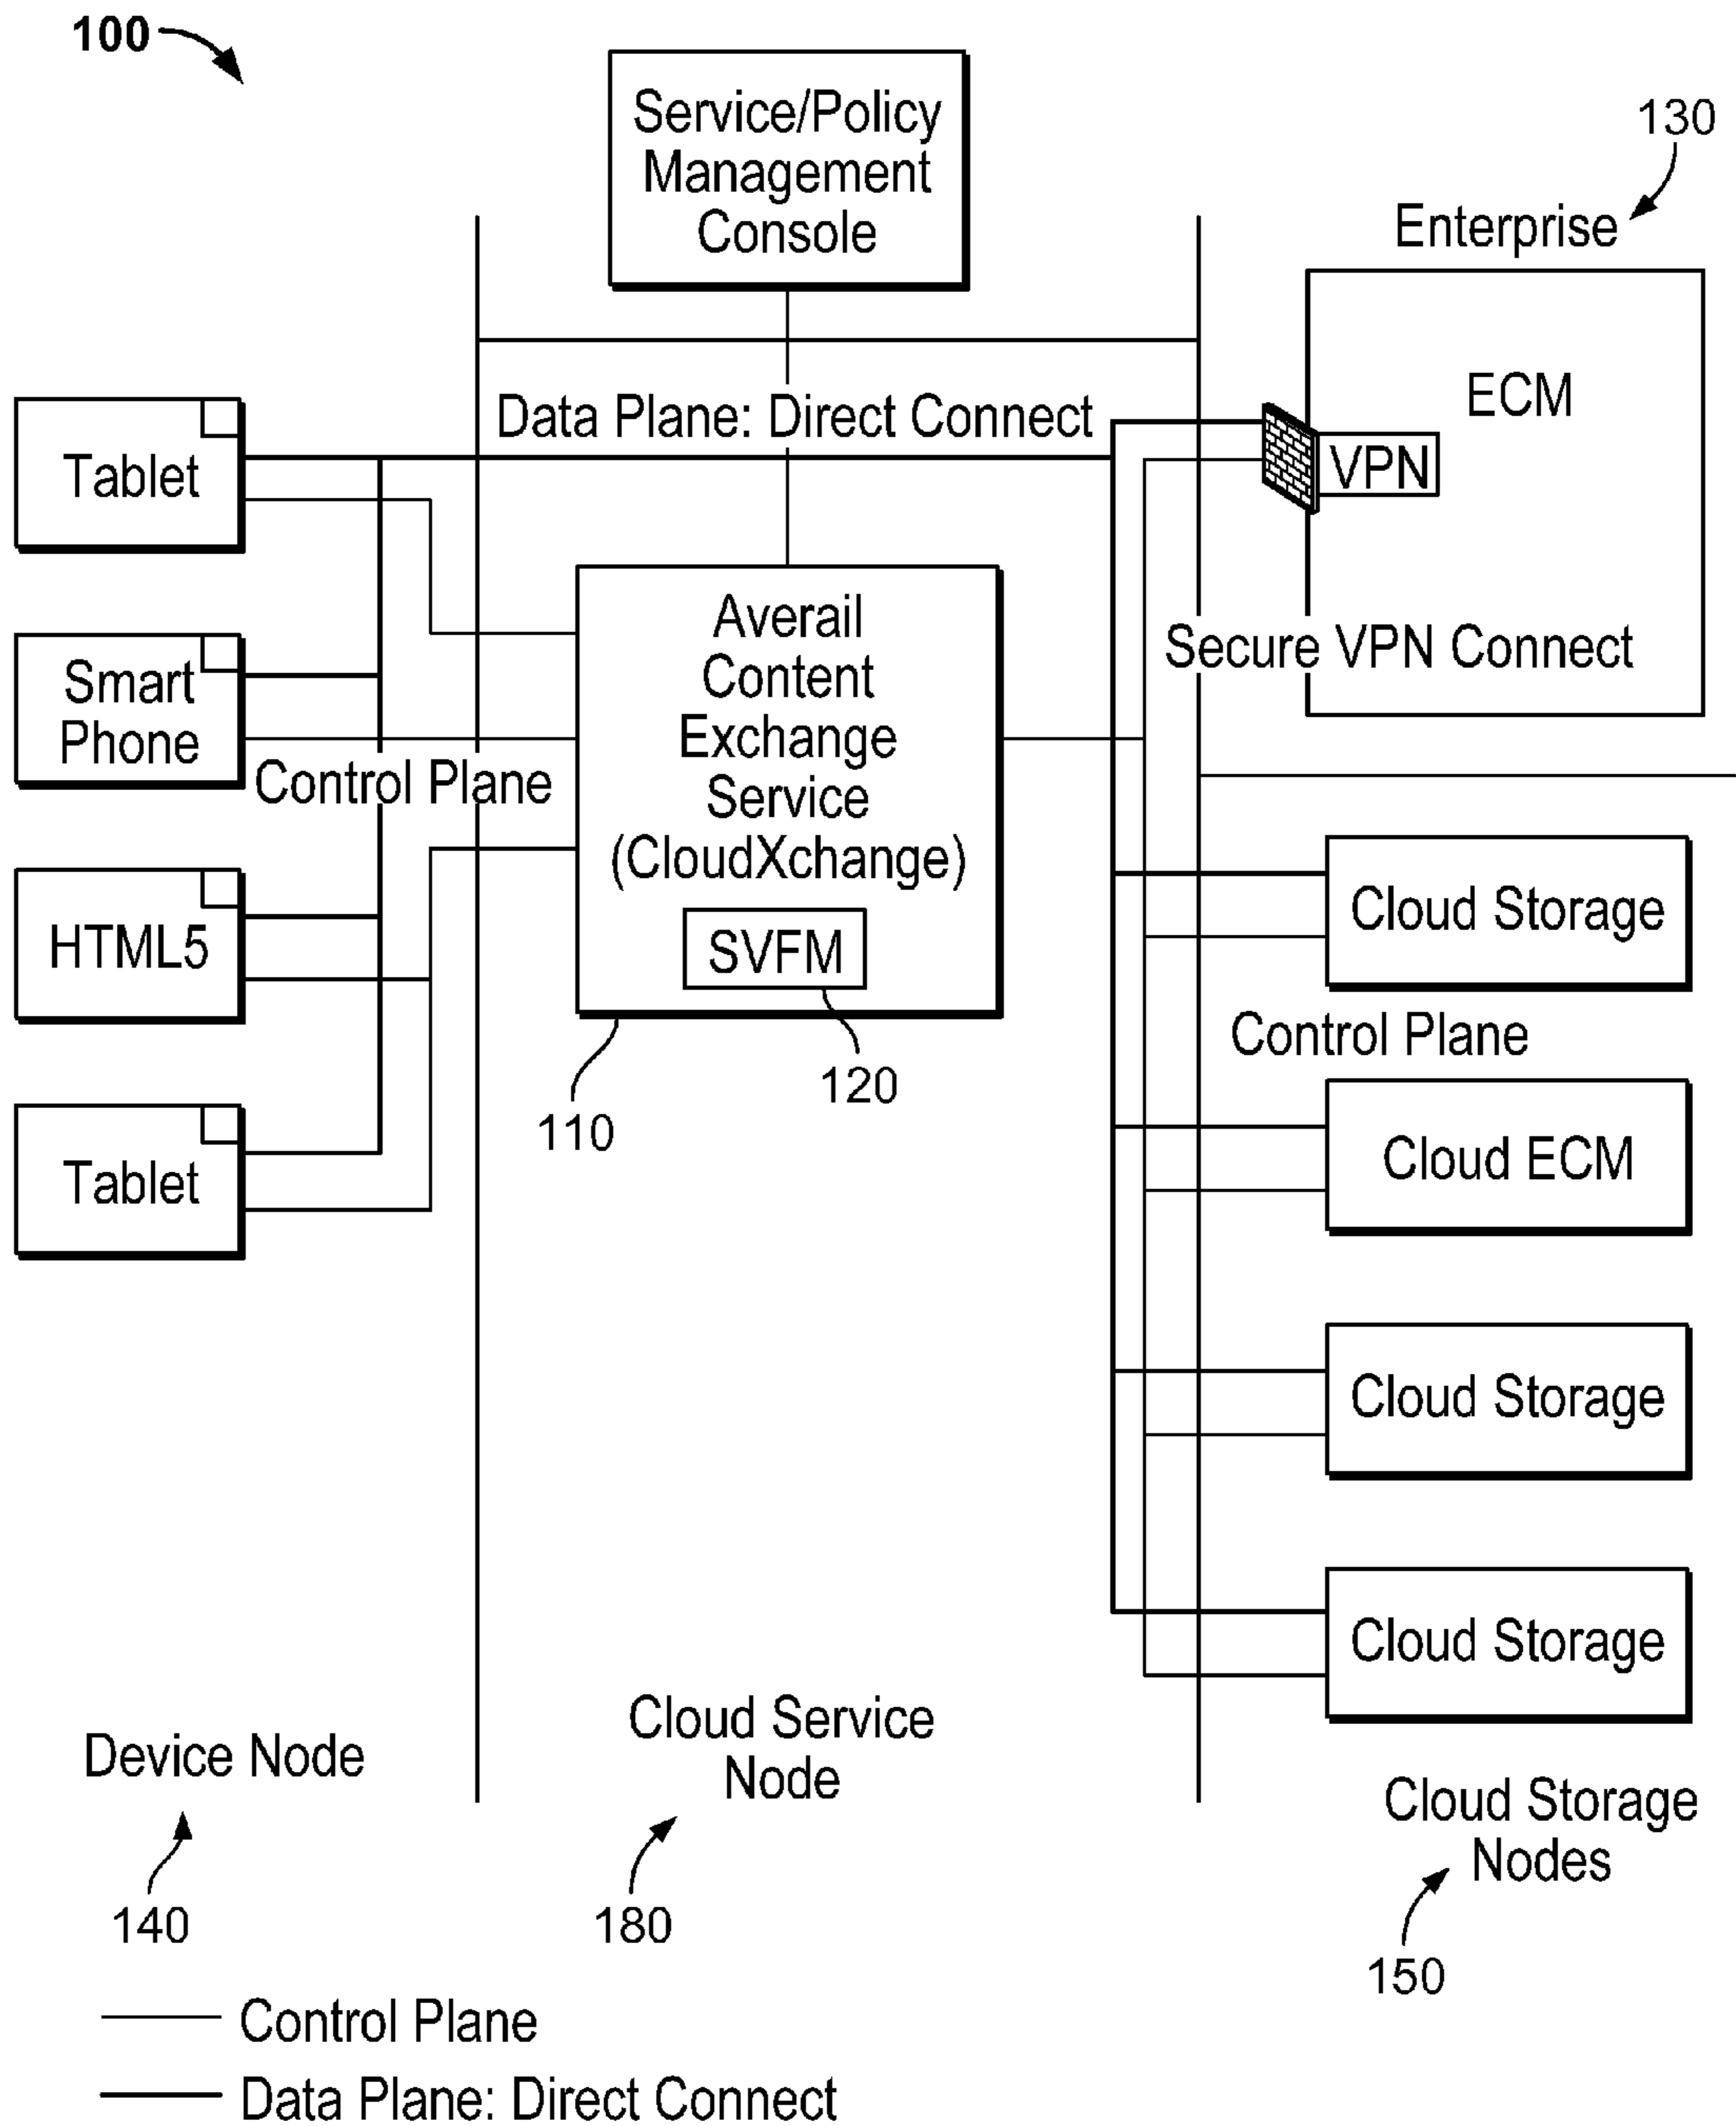 100
Service/Policy
Management
Console
130
Enterprise
ECM
Data Plane: Direct Connect
VPN
Tablet
Secure VPN Connect
Smart
Phone
Control Plane
Averail
Content
Exchange
Service
(CloudXchange)
SVFM
HTML5
Cloud Storage
Control Plane
120
110
Cloud ECM
Tablet
Cloud Storage
Cloud Storage
Device Node
Cloud Service
Node
Cloud Storage
Nodes
140
180
150
Control Plane
Data Plane: Direct Connect